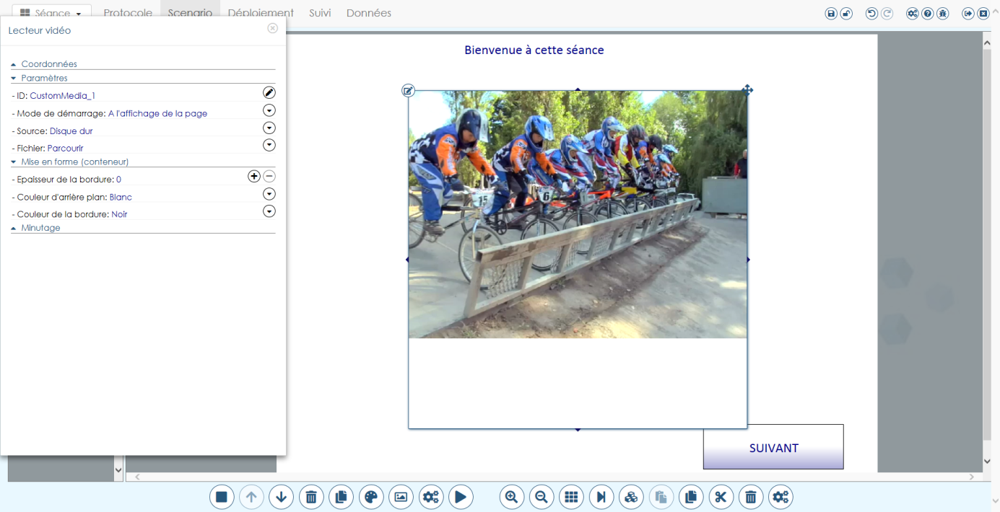 Séance Protocole Scenario Déploiement Suivi Données
Lecteur vidéo
Coordonnées
Paramètres
- ID: CustomMedia_1
- Mode de démarrage: A l'affichage de la page
- Source: Disque dur
- Fichier: Parcourir
Mise en forme (conteneur)
- Epaisseur de la bordure: 0
- Couleur d'arrière plan: Blanc
- Couleur de la bordure: Noir
Minutage
Bienvenue à cette séance
15
6
SUIVANT